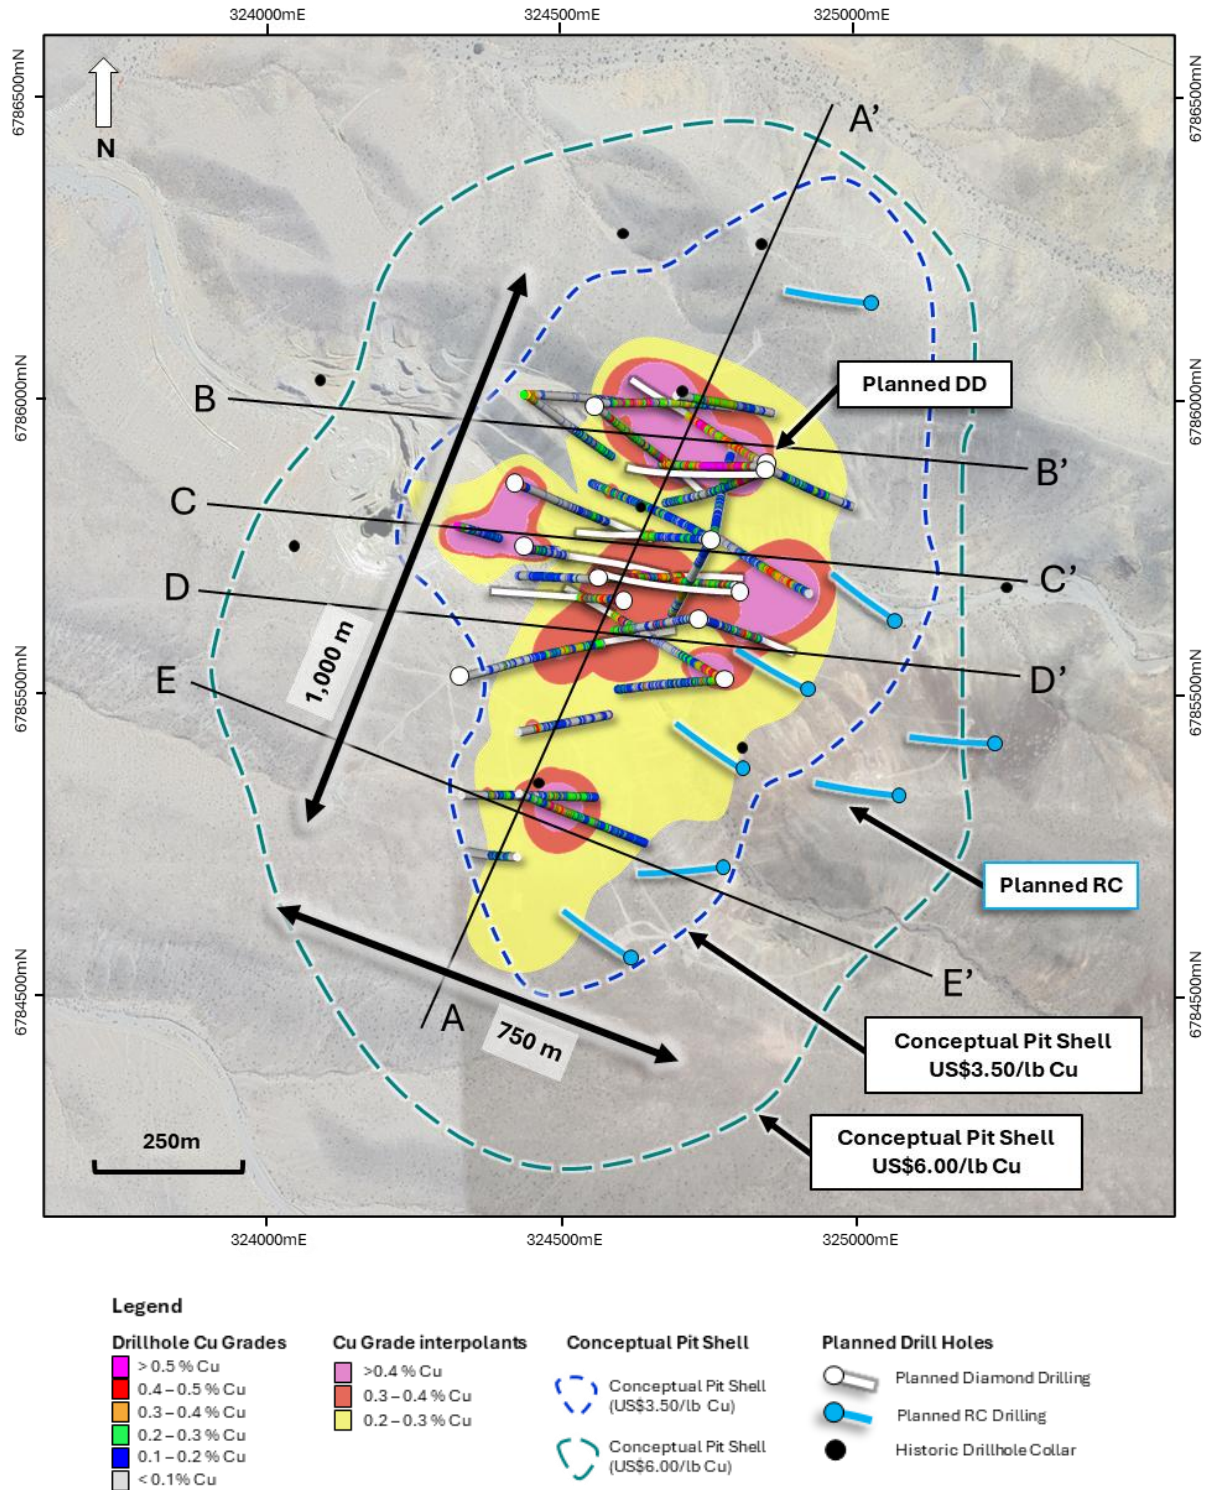 324000mE
324500mE
325000mE
6786500mN
6786500mN
A’
N
Planned DD
6786000mN
6786000mN
B
B’
C
C’
D
D’
1,000 m
E
6785500mN
6785500mN
Planned RC
E’
A
750 m
6784500mN
6784500mN
Conceptual Pit Shell
US$3.50/lb Cu
Conceptual Pit Shell
US$6.00/lb Cu
250m
324000mE
324500mE
325000mE
Legend
Drillhole Cu Grades
> 0.5 % Cu
0.4 – 0.5 % Cu
0.3 – 0.4 % Cu
0.2 – 0.3 % Cu
0.1 – 0.2 % Cu
< 0.1% Cu
Cu Grade interpolants
>0.4 % Cu
0.3 – 0.4 % Cu
0.2 – 0.3 % Cu
Conceptual Pit Shell
Conceptual Pit Shell
(US$3.50/lb Cu)
Conceptual Pit Shell
(US$6.00/lb Cu)
Planned Drill Holes
Planned Diamond Drilling
Planned RC Drilling
Historic Drillhole Collar